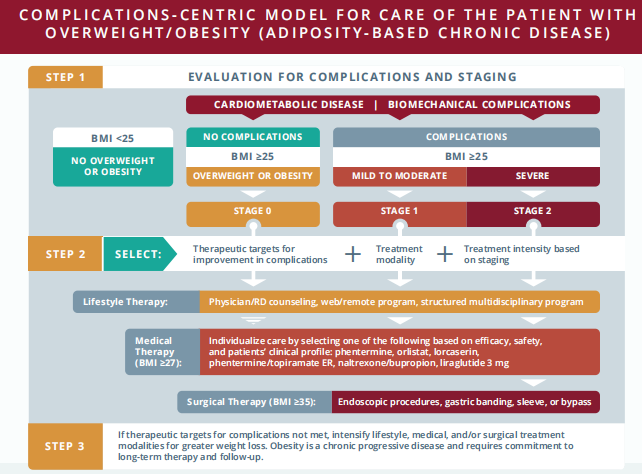 COMPLICATIONS-CENTRIC MODEL FOR CARE OF THE PATIENT WITH
OVERWEIGHT/OBESITY (ADIPOSITY-BASED CHRONIC DISEASE)
STEP 1
EVALUATION FOR COMPLICATIONS AND STAGING
CARDIOMETABOLIC DISEASE | BIOMECHANICAL COMPLICATIONS
BMI <25
NO OVERWEIGHT
OR OBESITY
NO COMPLICATIONS
BMI ≥25
OVERWEIGHT OR OBESITY
COMPLICATIONS
BMI ≥25
MILD TO MODERATE
SEVERE
STAGE 0
STAGE 1
STAGE 2
STEP 2
SELECT:
Therapeutic targets for
improvement in complications
+
Treatment
modality
+
Treatment intensity based
on staging
Lifestyle Therapy:
Physician/RD counseling, web/remote program, structured multidisciplinary program
Medical
Therapy
(BMI ≥27):
Individualize care by selecting one of the following based on efficacy, safety,
and patients' clinical profile: phentermine, orlistat, lorcaserin,
phentermine/topiramate ER, naltrexone/bupropion, liraglutide 3 mg
Surgical Therapy (BMI ≥35):
Endoscopic procedures, gastric banding, sleeve, or bypass
STEP 3
If therapeutic targets for complications not met, intensify lifestyle, medical, and/or surgical treatment
modalities for greater weight loss. Obesity is a chronic progressive disease and requires commitment to
long-term therapy and follow-up.